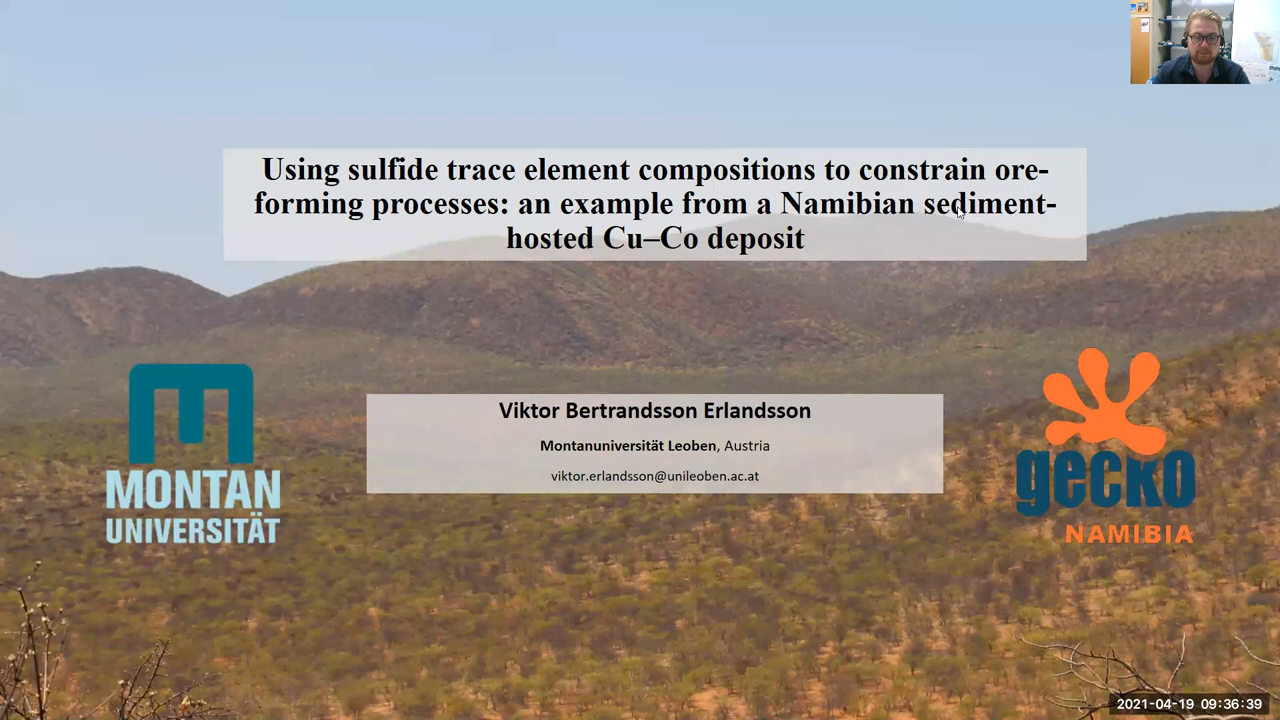 Using sulfide trace element compositions to constrain ore-
forming processes: an example from a Namibian sediment-
hosted Cu–Co deposit
Viktor Bertrandsson Erlandsson
Montanuniversität Leoben, Austria
viktor.erlandsson@unileoben.ac.at
MONTAN
UNIVERSITÄT
gecko
NAMIBIA
2021-04-19 09:36:39